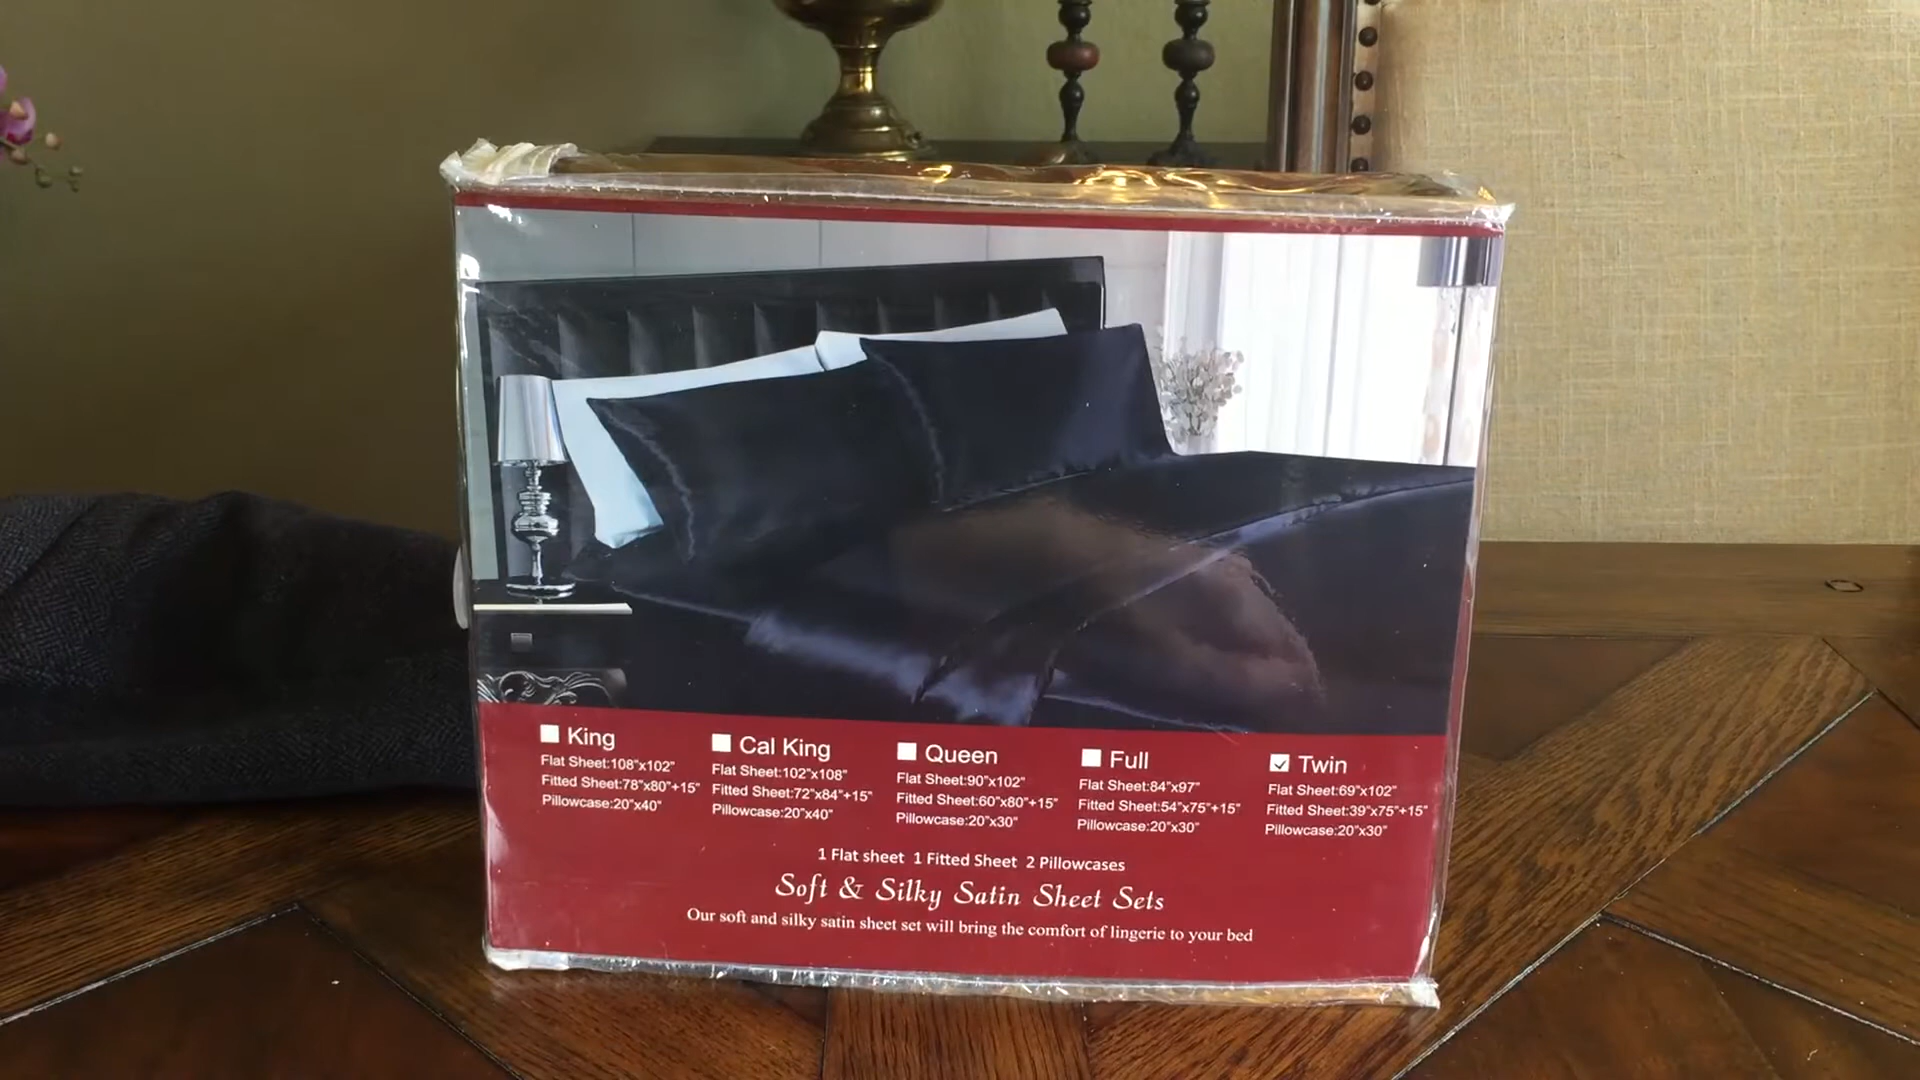 King
Flat Sheet:108"x102"
Fitted Sheet:78"x80"+15"
Pillowcase:20"x40"
Cal King
Flat Sheet:102"x108"
Fitted Sheet:72"x84"+15"
Pillowcase:20"x40"
Queen
Flat Sheet:90"x102"
Fitted Sheet:60"x80"+15"
Pillowcase:20"x30"
Full
Flat Sheet:84"x97"
Fitted Sheet:54"x75"+15"
Pillowcase:20"x30"
Twin
Flat Sheet:69"x102"
Fitted Sheet:39"x75"+15"
Pillowcase:20"x30"
1 Flat sheet 1 Fitted Sheet 2 Pillowcases
Soft & Silky Satin Sheet Sets
Our soft and silky satin sheet set will bring the comfort of lingerie to your bed